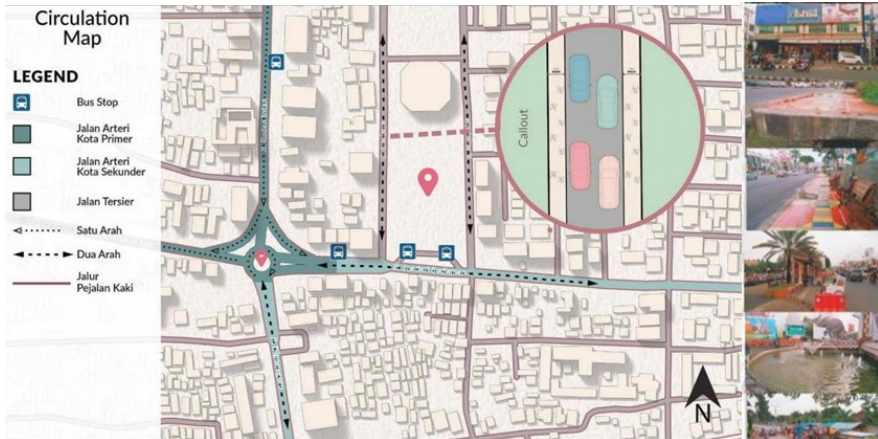 Circulation
Map
LEGEND
Bus Stop
Jalan Arteri
Kota Primer
Jalan Arteri
Kota Sekunder
Jalan Tersier
Satu Arah
Dua Arah
Jalur
Pejalan Kaki
Callout
N